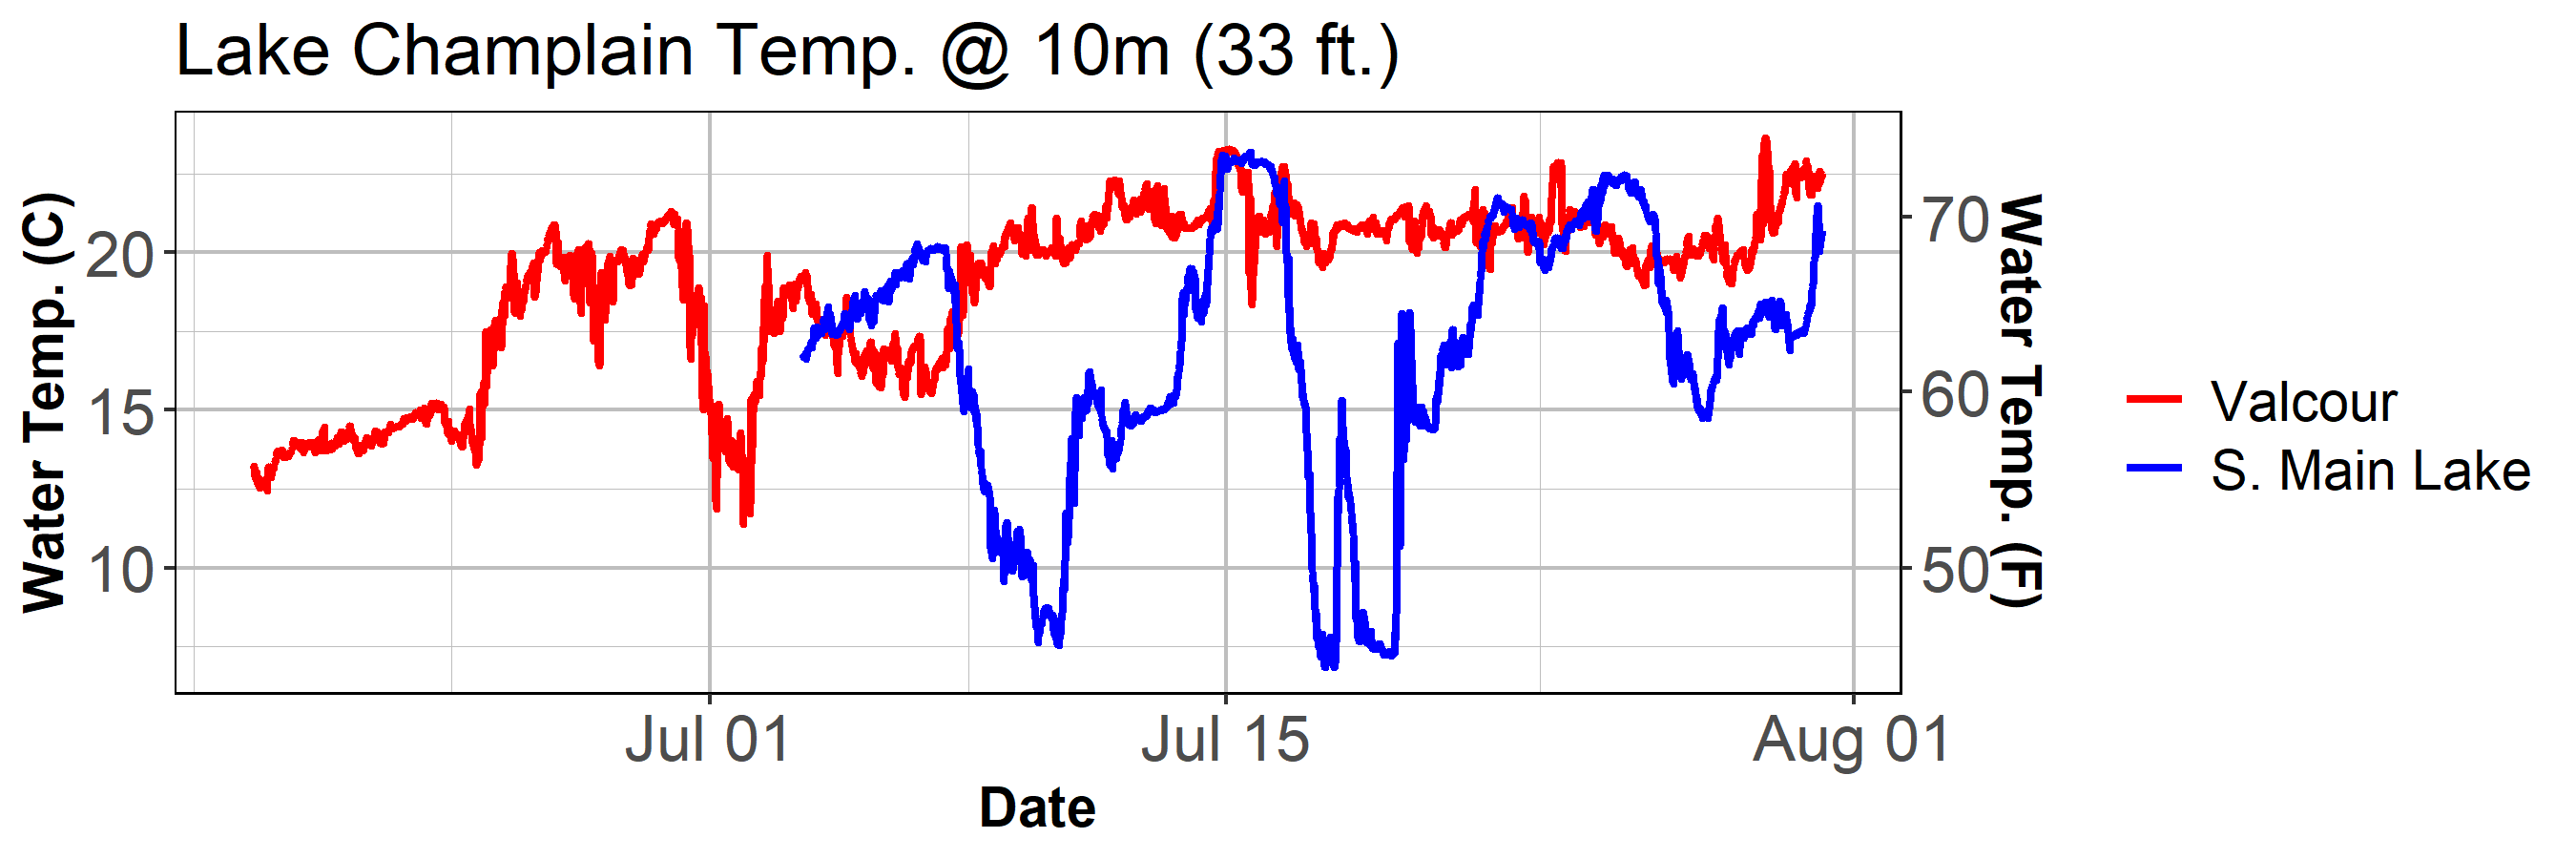 Lake Champlain Temp. @ 10m (33 ft.)
Water Temp. (C)
20
15
10
70
60
50
Water Temp. (F)
Jul 01
Jul 15
Aug 01
Date
Valcour
S. Main Lake